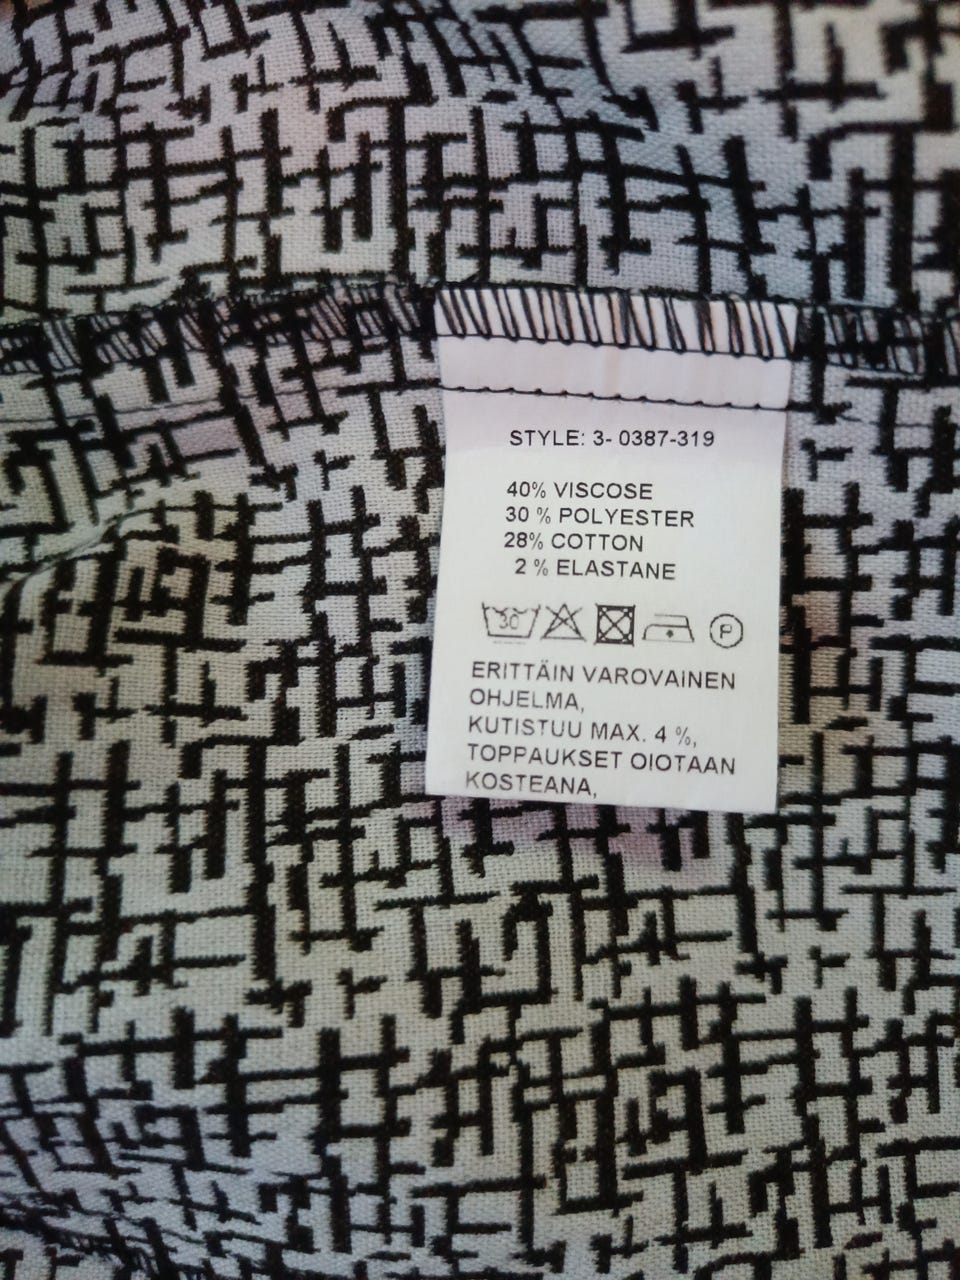 STYLE: 3- 0387-319
40% VISCOSE
30 % POLYESTER
28% COTTON
2 % ELASTANE
30 P
ERITTÄIN VAROVAINEN
OHJELMA,
KUTISTUU MAX. 4 %,
TOPPAUKSET OIOTAAN
KOSTEANA,